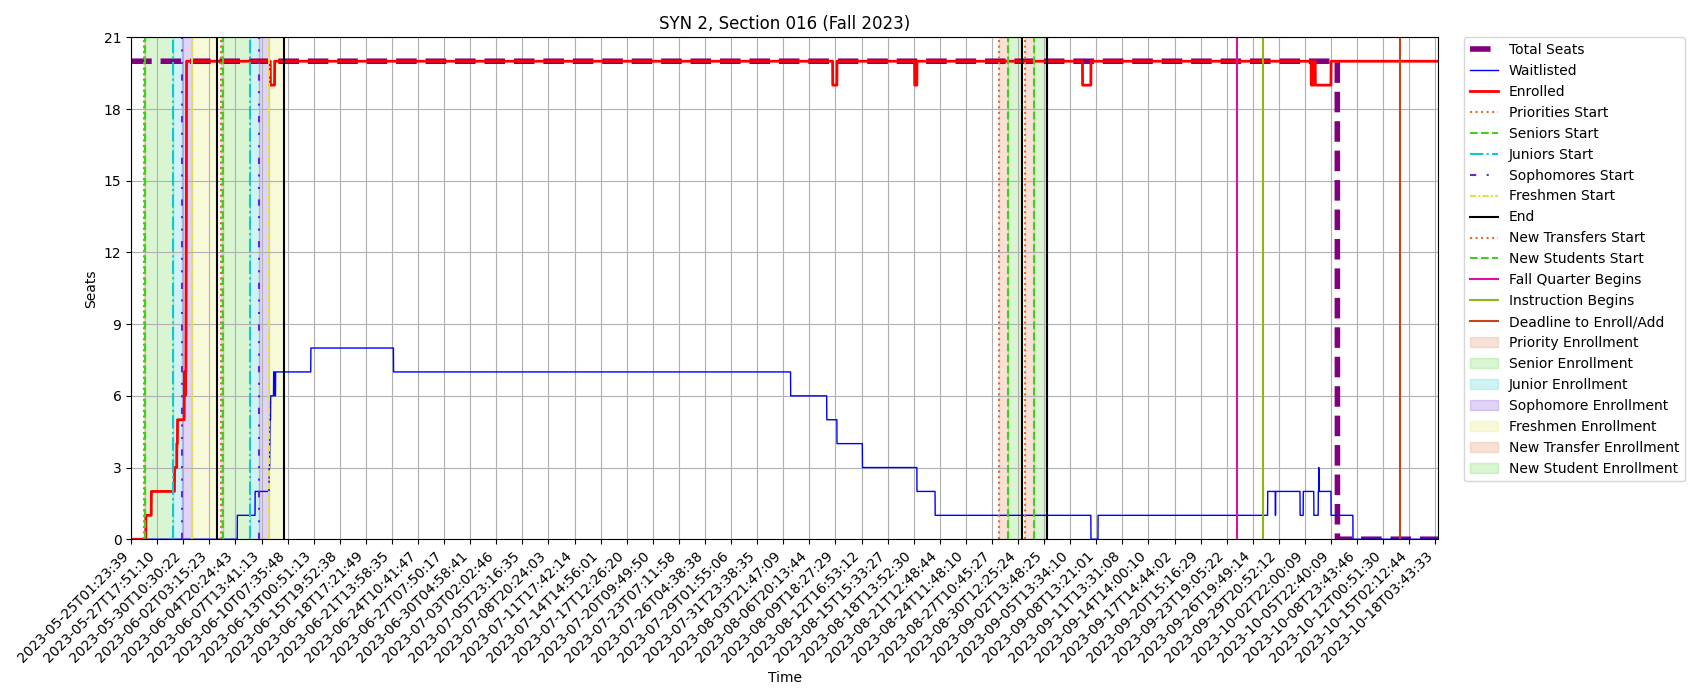 SYN 2, Section 016 (Fall 2023)
21
18
15
12
9
6
3
0
Seats
2023-05-25T01:23:39
2023-05-27T17:51:10
2023-05-30T10:30:22
2023-06-02T03:15:23
2023-06-04T20:24:43
2023-06-07T13:41:13
2023-06-10T07:35:48
2023-06-13T00:51:13
2023-06-15T19:52:38
2023-06-18T17:21:49
2023-06-21T13:58:35
2023-06-24T10:41:47
2023-06-27T07:50:17
2023-06-30T04:58:41
2023-07-03T02:02:46
2023-07-05T23:16:35
2023-07-08T20:24:03
2023-07-11T17:42:14
2023-07-14T14:56:01
2023-07-17T12:26:20
2023-07-20T09:49:50
2023-07-23T07:11:58
2023-07-26T04:38:38
2023-07-29T01:55:06
2023-07-31T23:38:35
2023-08-03T21:47:09
2023-08-06T20:13:44
2023-08-09T18:27:29
2023-08-12T16:53:12
2023-08-15T15:33:27
2023-08-18T13:52:30
2023-08-21T12:48:44
2023-08-24T11:48:10
2023-08-27T10:45:27
2023-08-30T12:25:24
2023-09-02T13:48:25
2023-09-05T13:34:10
2023-09-08T13:21:01
2023-09-11T13:31:08
2023-09-14T14:00:10
2023-09-17T14:44:02
2023-09-20T15:16:29
2023-09-23T19:05:22
2023-09-26T19:49:14
2023-09-29T20:52:12
2023-10-02T22:00:09
2023-10-05T22:40:09
2023-10-08T23:43:46
2023-10-12T00:51:30
2023-10-15T02:12:44
2023-10-18T03:43:33
Time
Total Seats
Waitlisted
Enrolled
Priorities Start
Seniors Start
Juniors Start
Sophomores Start
Freshmen Start
End
New Transfers Start
New Students Start
Fall Quarter Begins
Instruction Begins
Deadline to Enroll/Add
Priority Enrollment
Senior Enrollment
Junior Enrollment
Sophomore Enrollment
Freshmen Enrollment
New Transfer Enrollment
New Student Enrollment